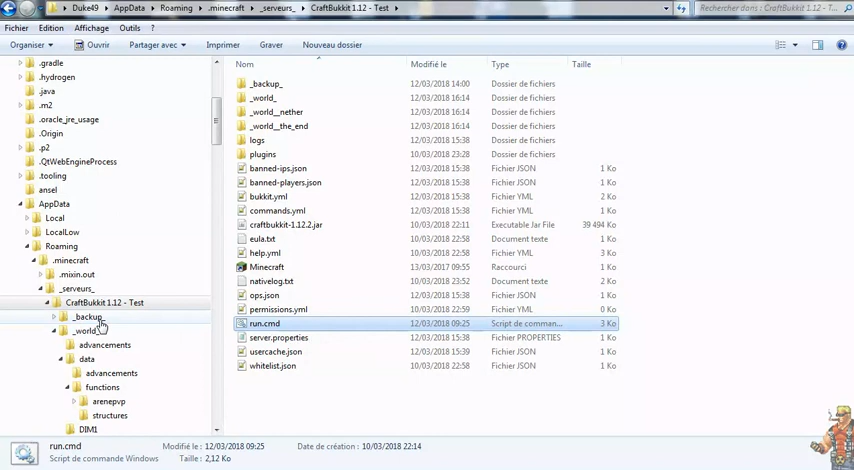 Duke49 ▸ AppData ▸ Roaming ▸ .minecraft ▸ _serveurs_ ▸ CraftBukkit 1.12 - Test ▸
Rechercher dans : CraftBukkit 1.12 - T...
Fichier Edition Affichage Outils ?
Organiser Ouvrir Partager avec Imprimer Graver Nouveau dossier
.gradle
.hydrogen
.java
.m2
.oracle_jre_usage
.Origin
.p2
.QtWebEngineProcess
.tooling
ansel
AppData
Local
LocalLow
Roaming
.minecraft
.mixin.out
_serveurs_
CraftBukkit 1.12 - Test
_backup_
_world_
advancements
data
advancements
functions
arenepvp
structures
DIM1
Nom Modifié le Type Taille
_backup_ 12/03/2018 14:00 Dossier de fichiers
_world_ 12/03/2018 16:14 Dossier de fichiers
_world__nether 12/03/2018 16:14 Dossier de fichiers
_world__the_end 12/03/2018 16:14 Dossier de fichiers
logs 12/03/2018 15:38 Dossier de fichiers
plugins 10/03/2018 23:28 Dossier de fichiers
banned-ips.json 12/03/2018 15:38 Fichier JSON 1 Ko
banned-players.json 12/03/2018 15:38 Fichier JSON 1 Ko
bukkit.yml 12/03/2018 15:38 Fichier YML 2 Ko
commands.yml 12/03/2018 15:38 Fichier YML 1 Ko
craftbukkit-1.12.2.jar 10/03/2018 22:11 Executable Jar File 39 494 Ko
eula.txt 10/03/2018 22:59 Document texte 1 Ko
help.yml 10/03/2018 22:59 Fichier YML 3 Ko
Minecraft 13/03/2017 09:55 Raccourci 1 Ko
nativelog.txt 10/03/2018 23:52 Document texte 1 Ko
ops.json 12/03/2018 15:38 Fichier JSON 1 Ko
permissions.yml 10/03/2018 22:59 Fichier YML 0 Ko
run.cmd 12/03/2018 09:25 Script de comman... 3 Ko
server.properties 12/03/2018 15:38 Fichier PROPERTIES 1 Ko
usercache.json 12/03/2018 15:39 Fichier JSON 1 Ko
whitelist.json 10/03/2018 22:58 Fichier JSON 1 Ko
run.cmd Modifié le : 12/03/2018 09:25 Date de création : 10/03/2018 22:14
Script de commande Windows Taille : 2,12 Ko